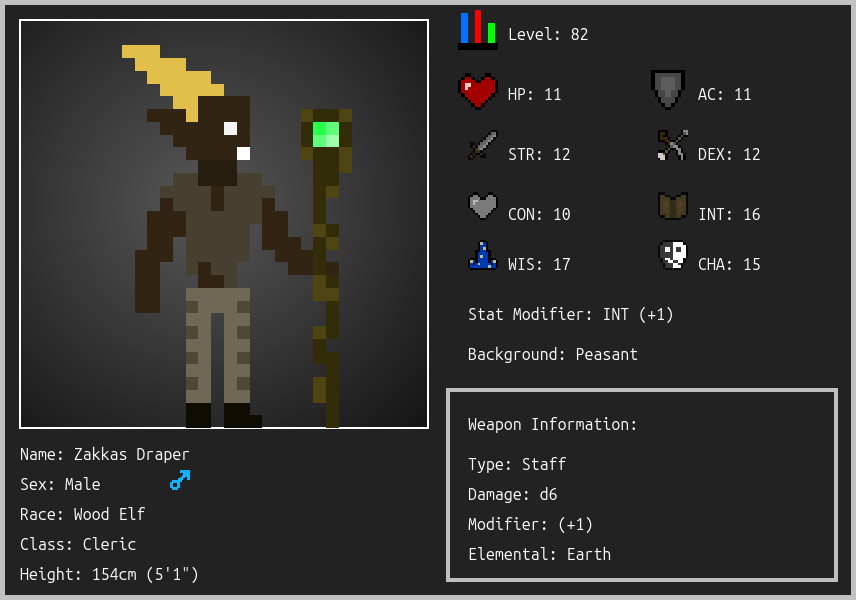 Level: 82
HP: 11
AC: 11
STR: 12
DEX: 12
CON: 10
INT: 16
WIS: 17
CHA: 15
Stat Modifier: INT (+1)
Background: Peasant
Weapon Information:
Type: Staff
Damage: d6
Modifier: (+1)
Elemental: Earth
Name: Zakkas Draper
Sex: Male
Race: Wood Elf
Class: Cleric
Height: 154cm (5'1")